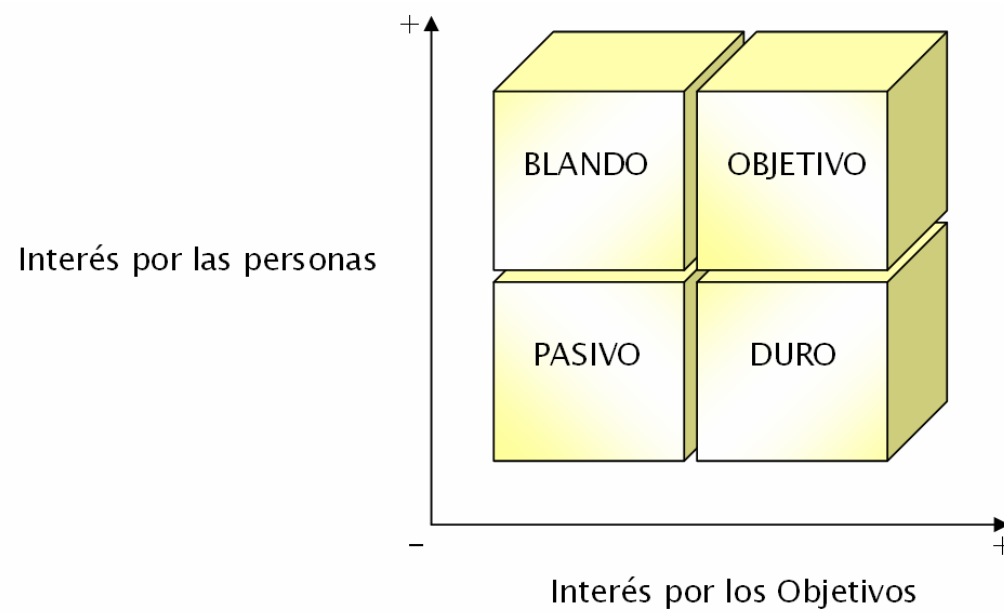 +
BLANDO
OBJETIVO
Interés por las personas
PASIVO
DURO
–
+
Interés por los Objetivos